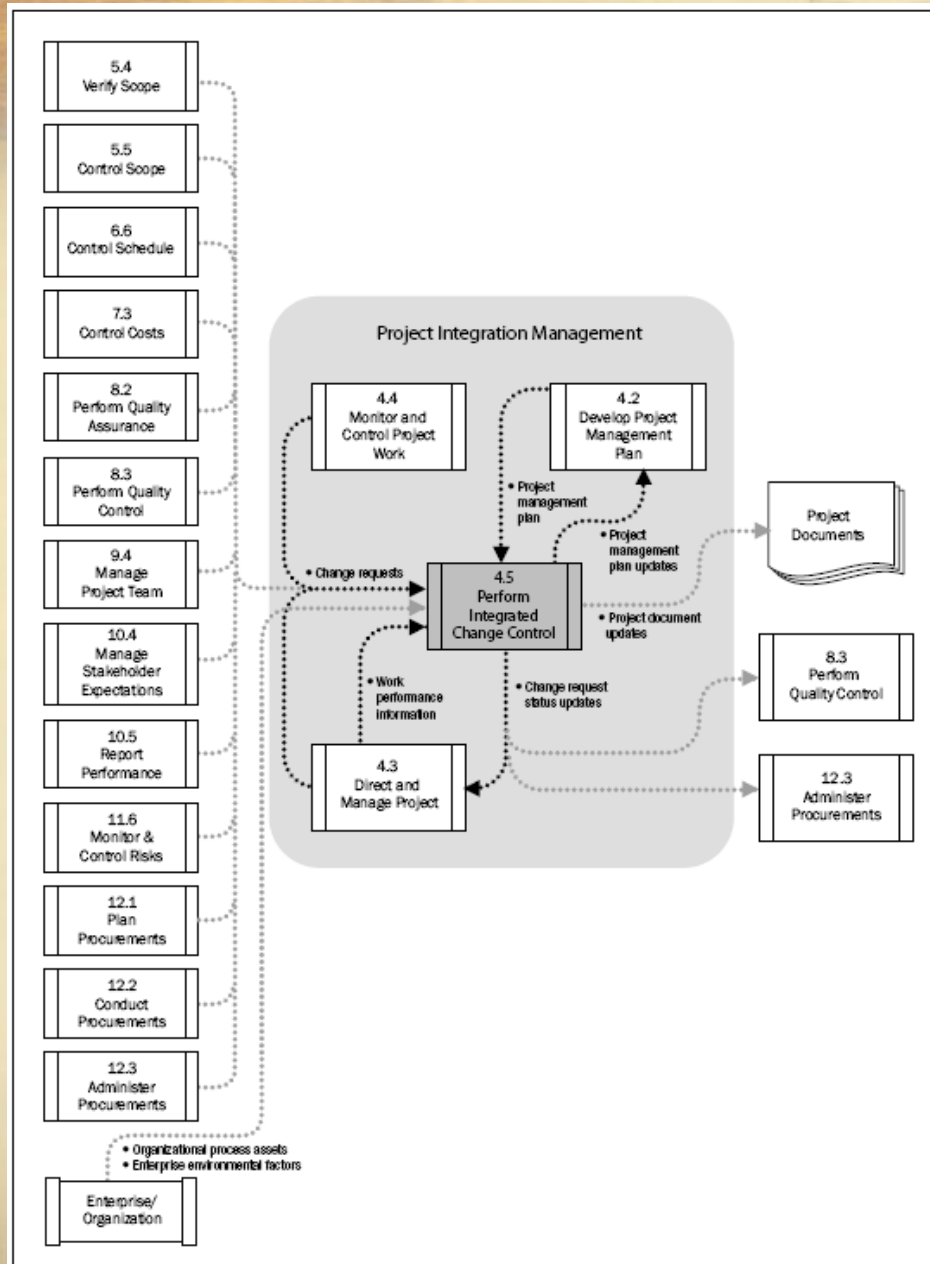 5.4
Verify Scope
5.5
Control Scope
6.6
Control Schedule
7.3
Control Costs
8.2
Perform Quality
Assurance
8.3
Perform Quality
Control
9.4
Manage
Project Team
10.4
Manage
Stakeholder
Expectations
10.5
Report
Performance
11.6
Monitor &
Control Risks
12.1
Plan
Procurements
12.2
Conduct
Procurements
12.3
Administer
Procurements
• Organizational process assets
• Enterprise environmental factors
Enterprise/
Organization
Project Integration Management
4.4
Monitor and
Control Project
Work
4.2
Develop Project
Management
Plan
• Project
management
plan
• Project
management
plan updates
• Change requests
4.5
Perform
Integrated
Change Control
• Project document
updates
• Work
performance
information
• Change request
status updates
4.3
Direct and
Manage Project
Project
Documents
8.3
Perform
Quality Control
12.3
Administer
Procurements